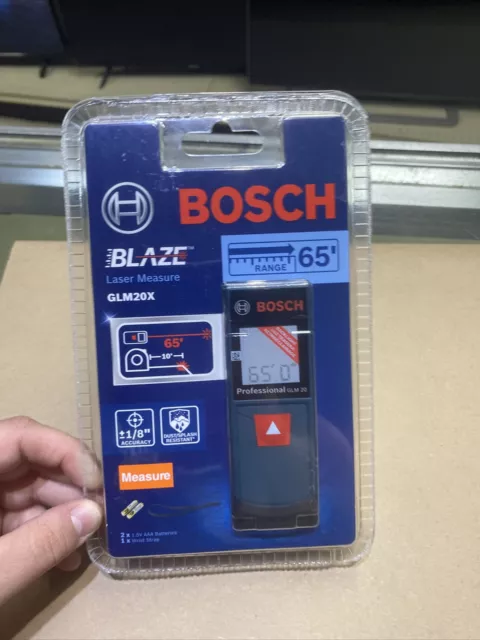 BOSCH
BLAZE™
Laser Measure
GLM20X
RANGE
65'
BOSCH
65'
10'
65'0"
Professional GLM 20
±1/8"
ACCURACY
DUST/SPLASH
RESISTANT*
Measure
2 x 1.5V AAA Batteries
1 x Wrist Strap